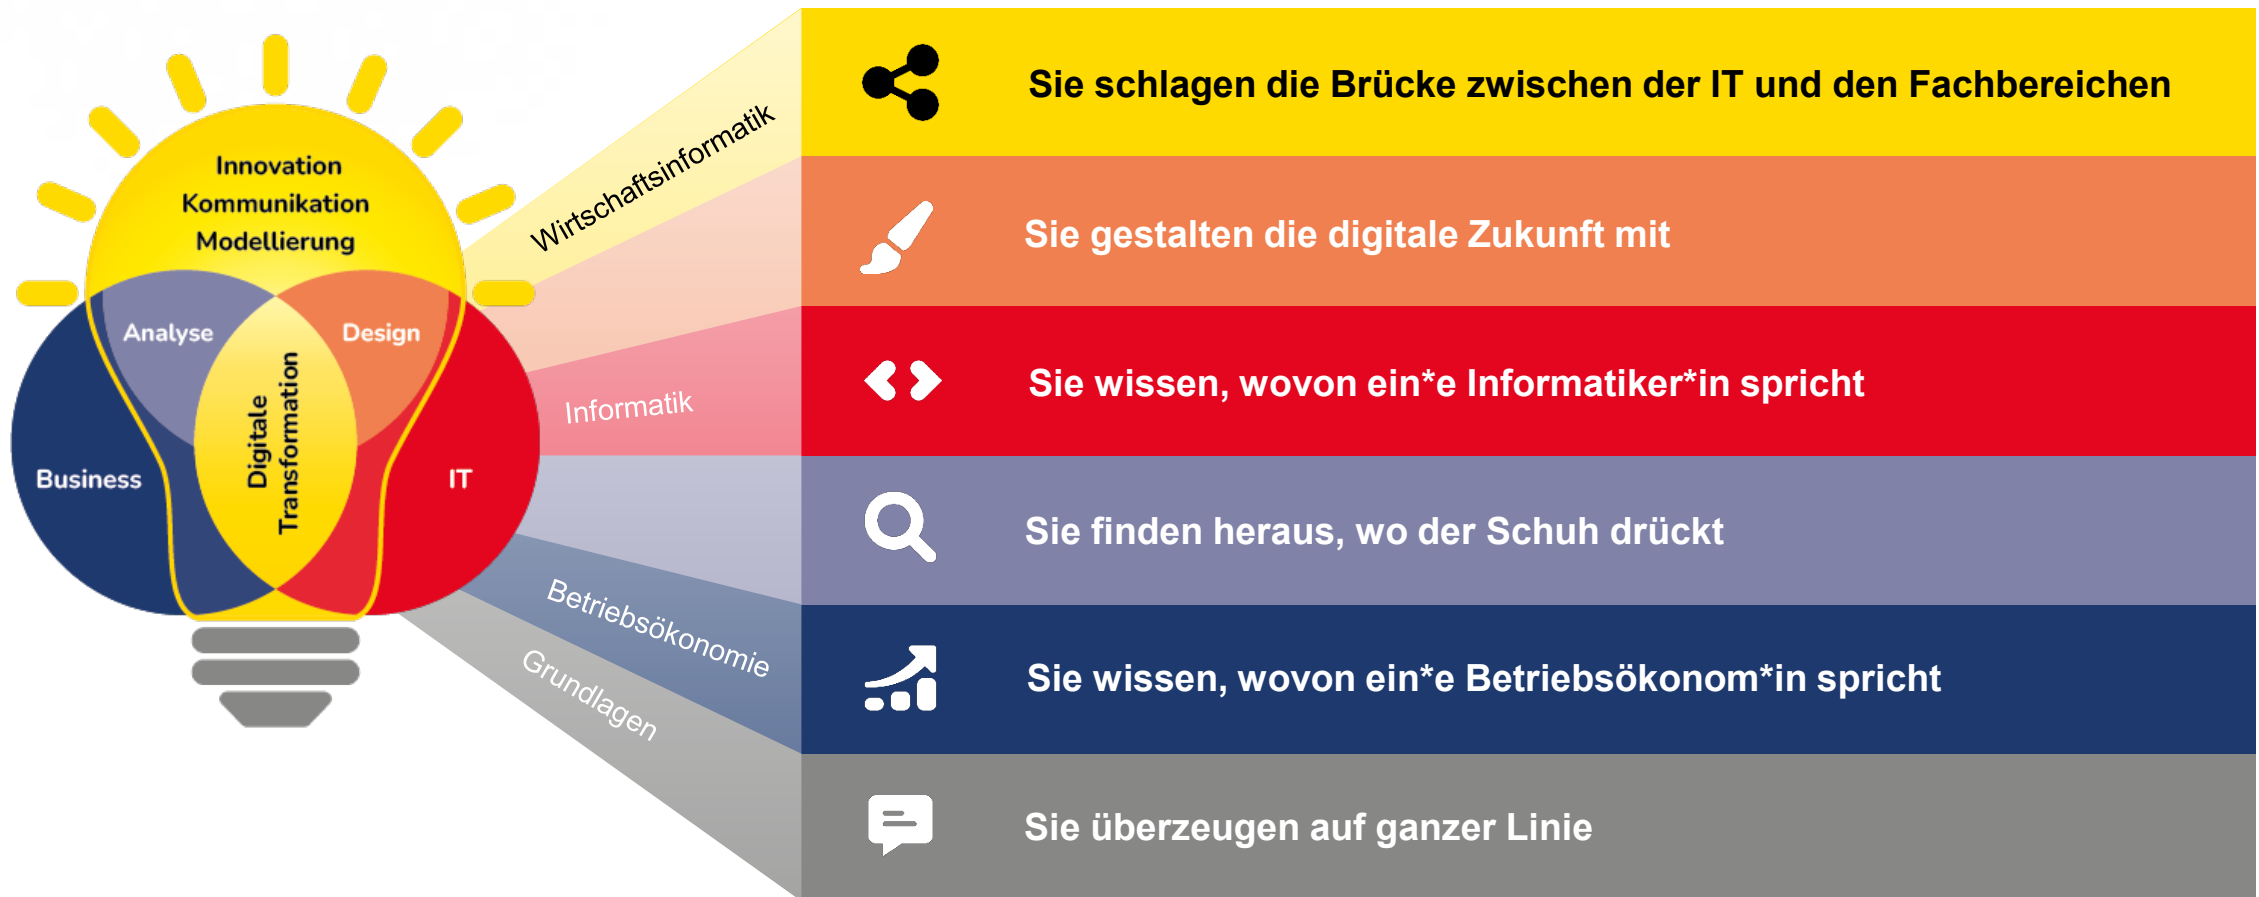 Innovation
Kommunikation
Modellierung
Analyse
Design
Digitale
Transformation
Business
IT
Wirtschaftsinformatik
Informatik
Betriebsökonomie
Grundlagen
Sie schlagen die Brücke zwischen der IT und den Fachbereichen
Sie gestalten die digitale Zukunft mit
Sie wissen, wovon ein*e Informatiker*in spricht
Sie finden heraus, wo der Schuh drückt
Sie wissen, wovon ein*e Betriebsökonom*in spricht
Sie überzeugen auf ganzer Linie